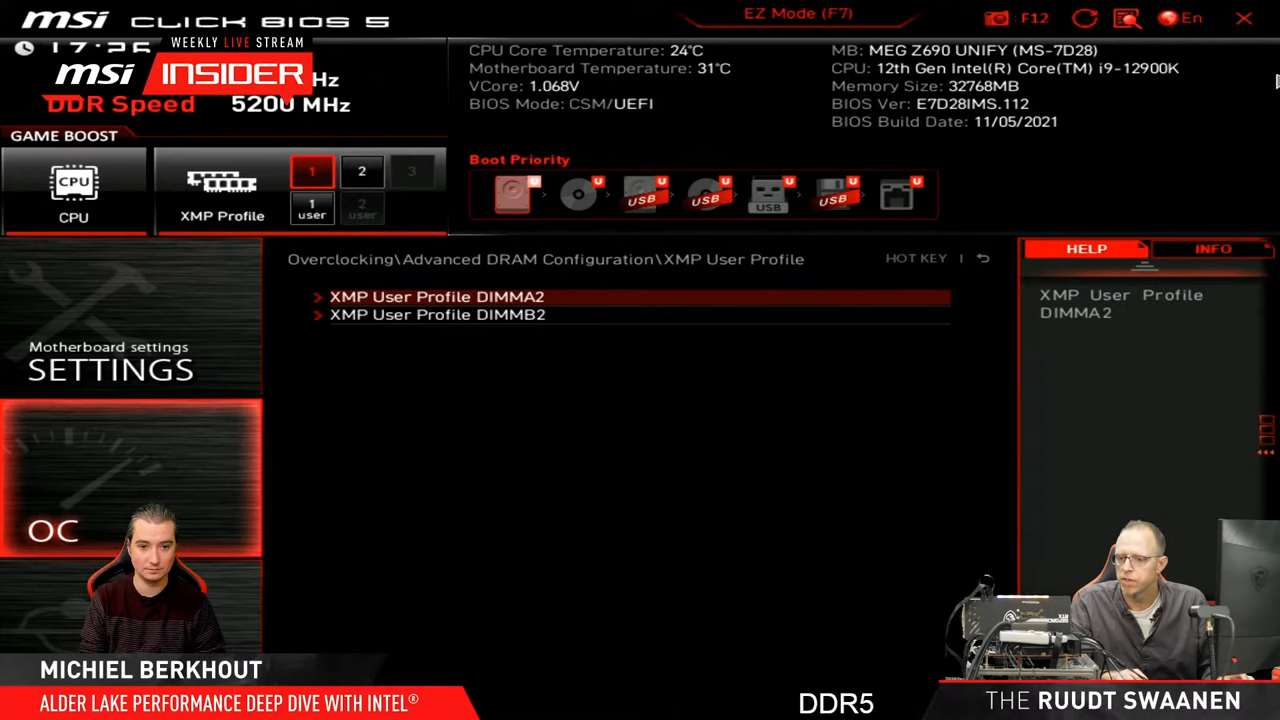 msi CLICK BIOS 5
EZ Mode (F7)
: F12
En
17:25
WEEKLY LIVE STREAM
msi INSIDER
Hz
DDR Speed 5200 MHz
CPU Core Temperature: 24°C
Motherboard Temperature: 31°C
VCore: 1.068V
BIOS Mode: CSM/UEFI
MB: MEG Z690 UNIFY (MS-7D28)
CPU: 12th Gen Intel(R) Core(TM) i9-12900K
Memory Size: 32768MB
BIOS Ver: E7D28IMS.112
BIOS Build Date: 11/05/2021
GAME BOOST
CPU
CPU
XMP Profile
1 2 3
1 user
2 user
Boot Priority
U U U U U U U
USB USB USB USB
Overclocking\Advanced DRAM Configuration\XMP User Profile
HOT KEY
> XMP User Profile DIMMA2
> XMP User Profile DIMMB2
HELP
INFO
XMP User Profile
DIMMA2
Motherboard settings
SETTINGS
OC
MICHIEL BERKHOUT
ALDER LAKE PERFORMANCE DEEP DIVE WITH INTEL®
DDR5
THE RUUDT SWAANEN